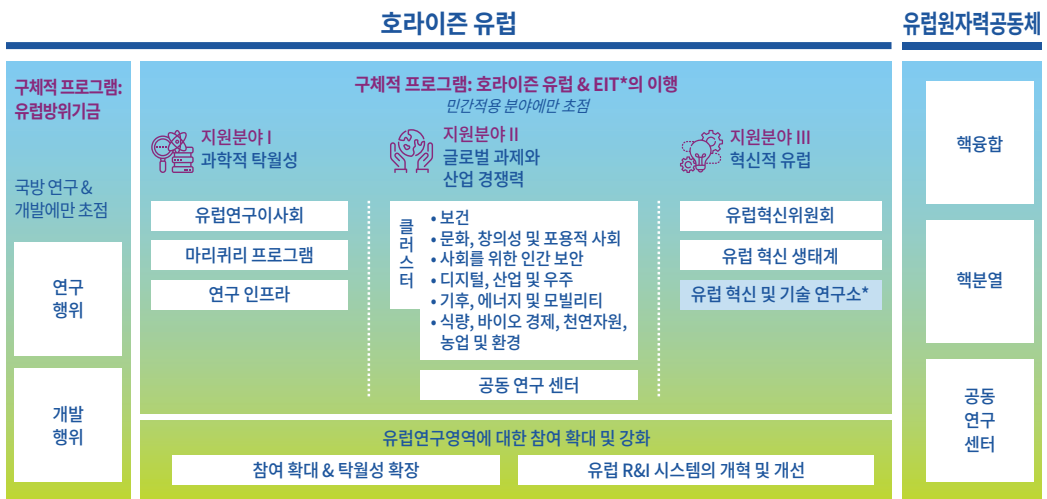 호라이즌 유럽
유럽원자력공동체
구체적 프로그램:
유럽방위기금
국방 연구 &
개발에만 초점
연구
행위
개발
행위
구체적 프로그램: 호라이즌 유럽 & EIT*의 이행
민간적용 분야에만 초점
지원분야 I
과학적 탁월성
유럽연구이사회
마리퀴리 프로그램
연구 인프라
지원분야 II
글로벌 과제와
산업 경쟁력
클러스터
• 보건
• 문화, 창의성 및 포용적 사회
• 사회를 위한 인간 보안
• 디지털, 산업 및 우주
• 기후, 에너지 및 모빌리티
• 식량, 바이오 경제, 천연자원,
농업 및 환경
공동 연구 센터
지원분야 III
혁신적 유럽
유럽혁신위원회
유럽 혁신 생태계
유럽 혁신 및 기술 연구소*
유럽연구영역에 대한 참여 확대 및 강화
참여 확대 & 탁월성 확장
유럽 R&I 시스템의 개혁 및 개선
핵융합
핵분열
공동
연구
센터